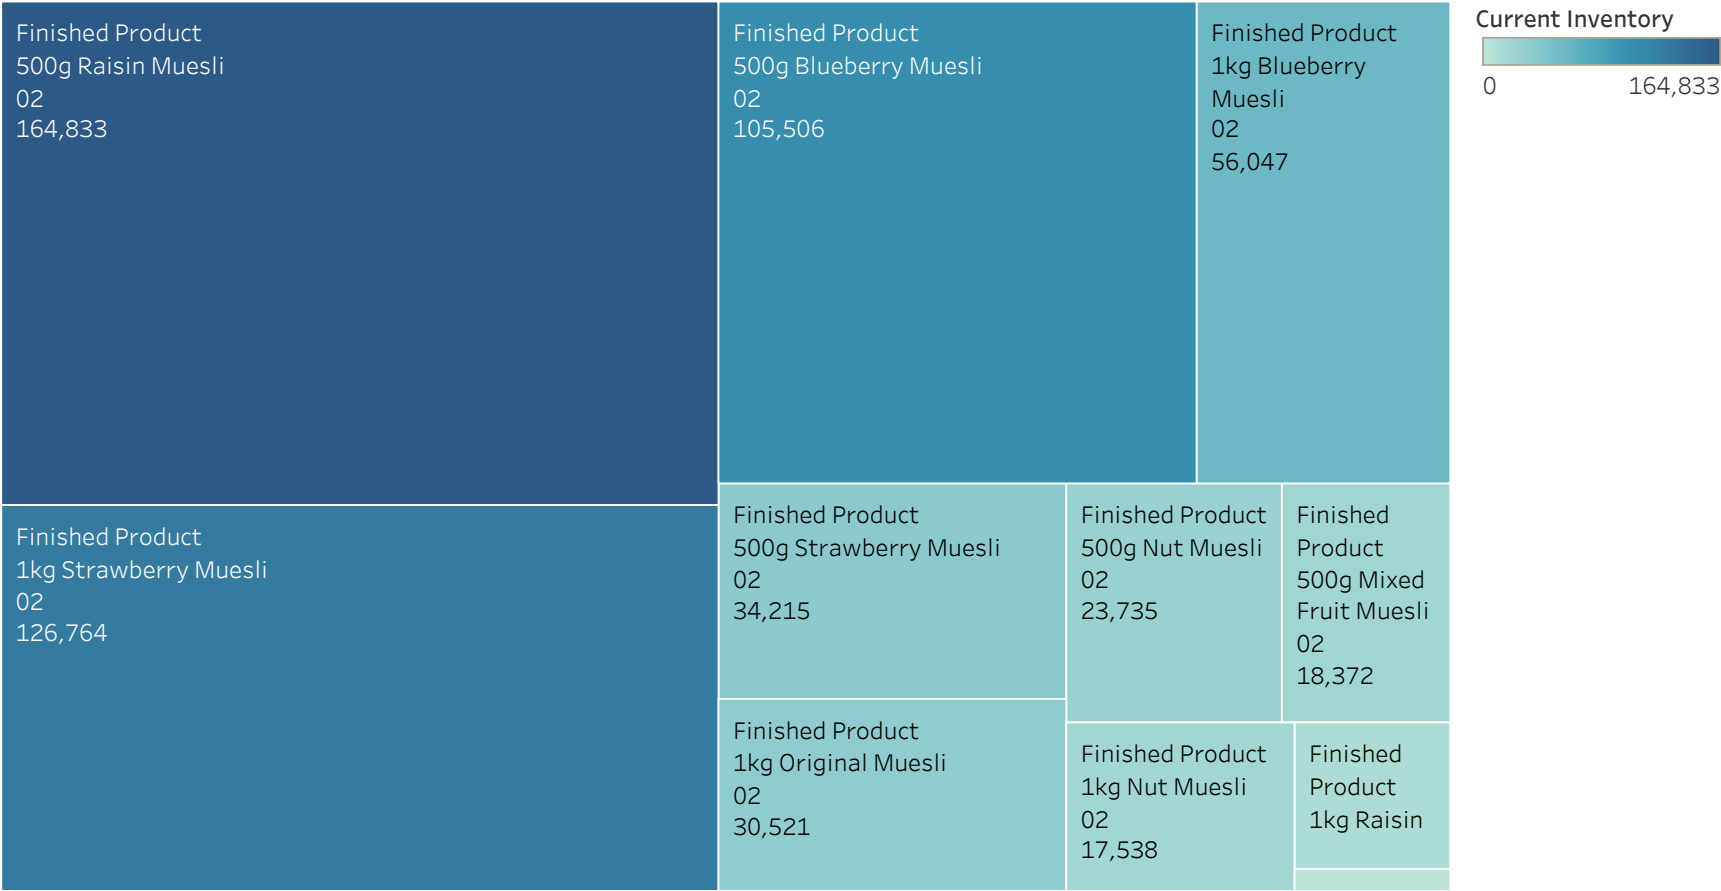 Finished Product
500g Raisin Muesli
02
164,833
Finished Product
500g Blueberry Muesli
02
105,506
Finished Product
1kg Blueberry
Muesli
02
56,047
Current Inventory
0 164,833
Finished Product
1kg Strawberry Muesli
02
126,764
Finished Product
500g Strawberry Muesli
02
34,215
Finished Product
500g Nut Muesli
02
23,735
Finished
Product
500g Mixed
Fruit Muesli
02
18,372
Finished Product
1kg Original Muesli
02
30,521
Finished Product
1kg Nut Muesli
02
17,538
Finished
Product
1kg Raisin